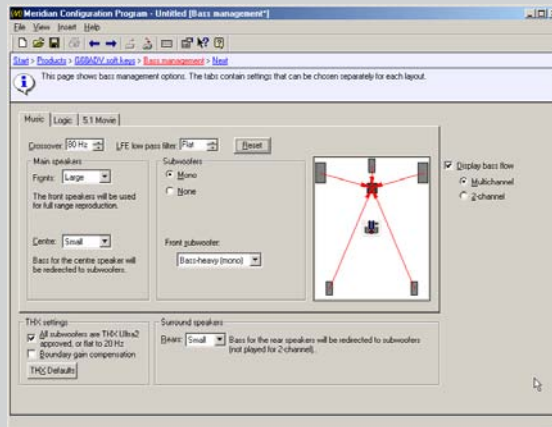 Meridian Configuration Program - Untitled [Bass management*]
File View Insert Help
Start > Products > G68ADV soft keys > Bass management > Next
This page shows bass management options. The tabs contain settings that can be chosen separately for each layout.
Music Logic 5.1 Movie
Crossover: 80 Hz LFE low pass filter: Flat Reset
Main speakers
Fronts: Large
The front speakers will be used
for full range reproduction.
Centre: Small
Bass for the centre speaker will
be redirected to subwoofers.
Subwoofers
Mono
None
Front subwoofer:
Bass-heavy (mono)
Display bass flow
Multichannel
2-channel
THX settings
All subwoofers are THX Ultra2
approved, or flat to 20 Hz
Boundary gain compensation
THX Defaults
Surround speakers
Rears: Small Bass for the rear speakers will be redirected to subwoofers
(not played for 2-channel).